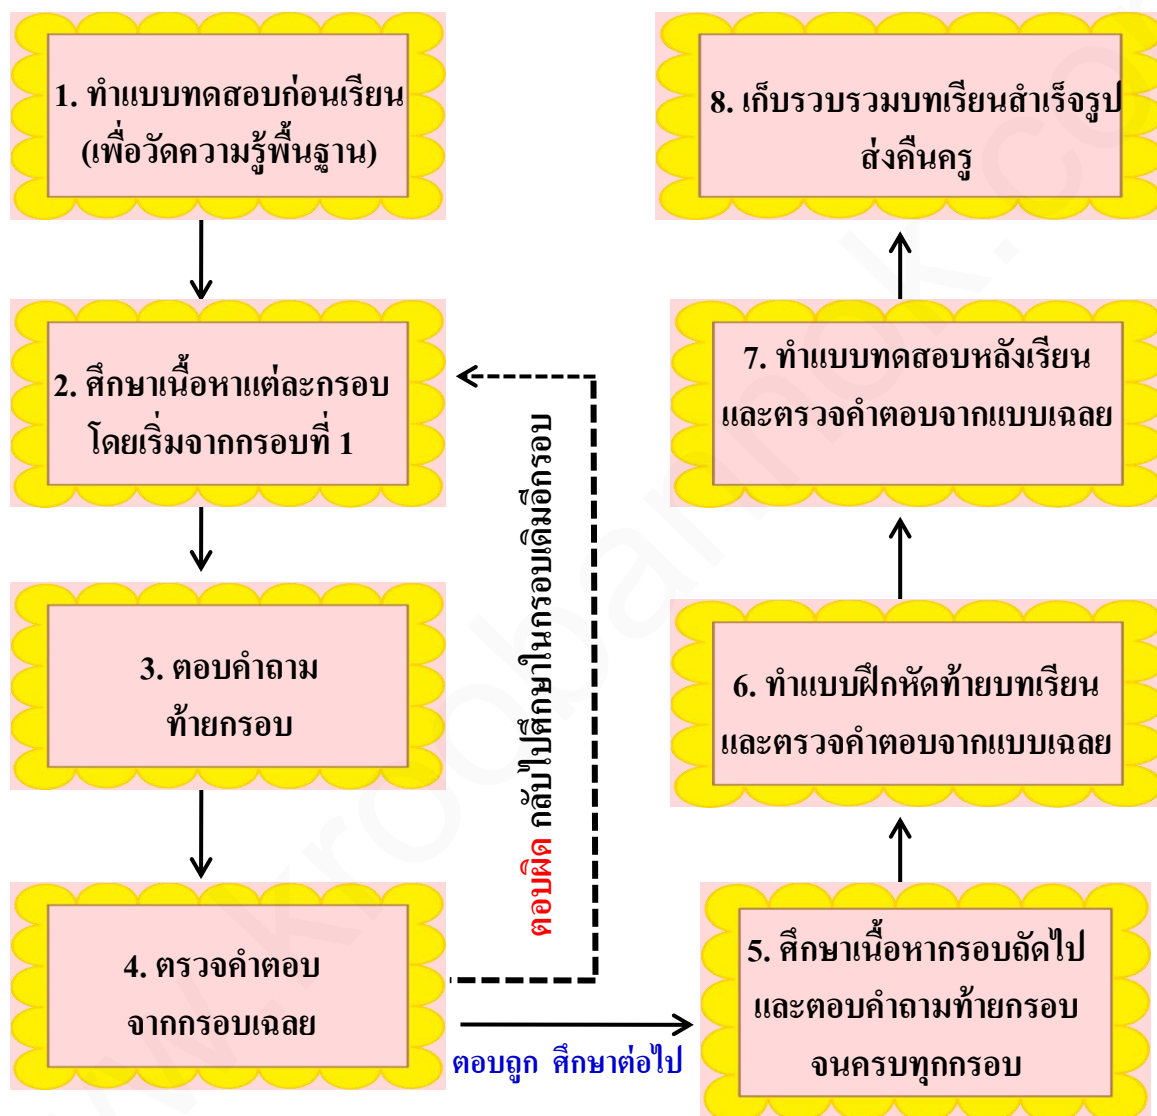 1. ทำแบบทดสอบก่อนเรียน
(เพื่อวัดความรู้พื้นฐาน)
2. ศึกษาเนื้อหาแต่ละกรอบ
โดยเริ่มจากกรอบที่ 1
3. ตอบคำถาม
ท้ายกรอบ
4. ตรวจคำตอบ
จากกรอบเฉลย
ตอบผิด กลับไปศึกษาในกรอบเดิมอีกรอบ
ตอบถูก ศึกษาต่อไป
5. ศึกษาเนื้อหากรอบถัดไป
และตอบคำถามท้ายกรอบ
จนครบทุกกรอบ
6. ทำแบบฝึกหัดท้ายบทเรียน
และตรวจคำตอบจากแบบเฉลย
7. ทำแบบทดสอบหลังเรียน
และตรวจคำตอบจากแบบเฉลย
8. เก็บรวบรวมบทเรียนสำเร็จรูป
ส่งคืนครู
www.kroobannok.com